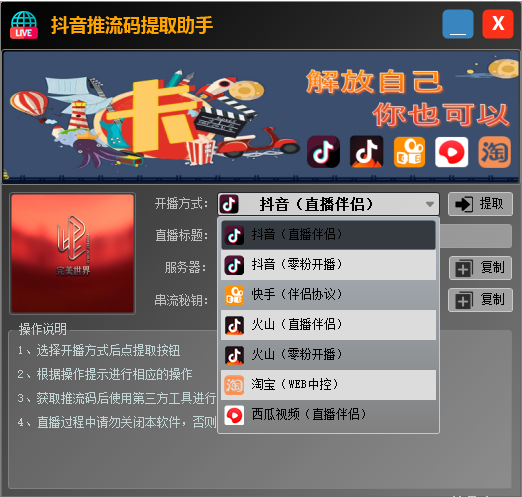 LIVE
抖音推流码提取助手
_
X
卡
解放自己
你也可以
淘
完美世界
开播方式：
抖音（直播伴侣）
提取
直播标题：
抖音（直播伴侣）
抖音（零粉开播）
服务器：
复制
快手（伴侣协议）
串流秘钥：
复制
火山（直播伴侣）
火山（零粉开播）
淘 淘宝（WEB中控）
西瓜视频（直播伴侣）
操作说明
1、选择开播方式后点提取按钮
2、根据操作提示进行相应的操作
3、获取推流码后使用第三方工具进行
4、直播过程中请勿关闭本软件，否则